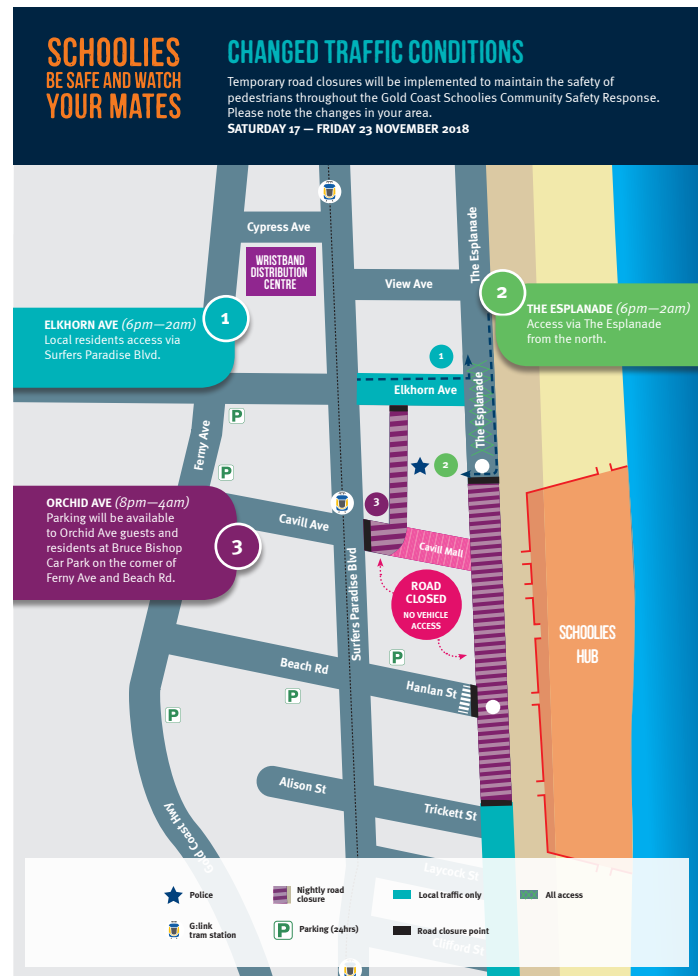 SCHOOLIES
BE SAFE AND WATCH
YOUR MATES
CHANGED TRAFFIC CONDITIONS
Temporary road closures will be implemented to maintain the safety of
pedestrians throughout the Gold Coast Schoolies Community Safety Response.
Please note the changes in your area.
SATURDAY 17 — FRIDAY 23 NOVEMBER 2018
Cypress Ave
WRISTBAND
DISTRIBUTION
CENTRE
The Esplanade
View Ave
1
ELKHORN AVE (6pm—2am)
Local residents access via
Surfers Paradise Blvd.
2
THE ESPLANADE (6pm—2am)
Access via The Esplanade
from the north.
1
Elkhorn Ave
The Esplanade
P
Ferny Ave
P
2
3
ORCHID AVE (8pm—4am)
Parking will be available
to Orchid Ave guests and
residents at Bruce Bishop
Car Park on the corner of
Ferny Ave and Beach Rd.
3
Cavill Ave
Cavill Mall
Surfers Paradise Blvd
ROAD
CLOSED
NO VEHICLE
ACCESS
SCHOOLIES
HUB
P
Beach Rd
Hanlan St
P
P
Alison St
Trickett St
Gold Coast Hwy
Laycock St
Clifford St
Police
Nightly road
closure
Local traffic only
All access
G:link
tram station
P
Parking (24hrs)
Road closure point